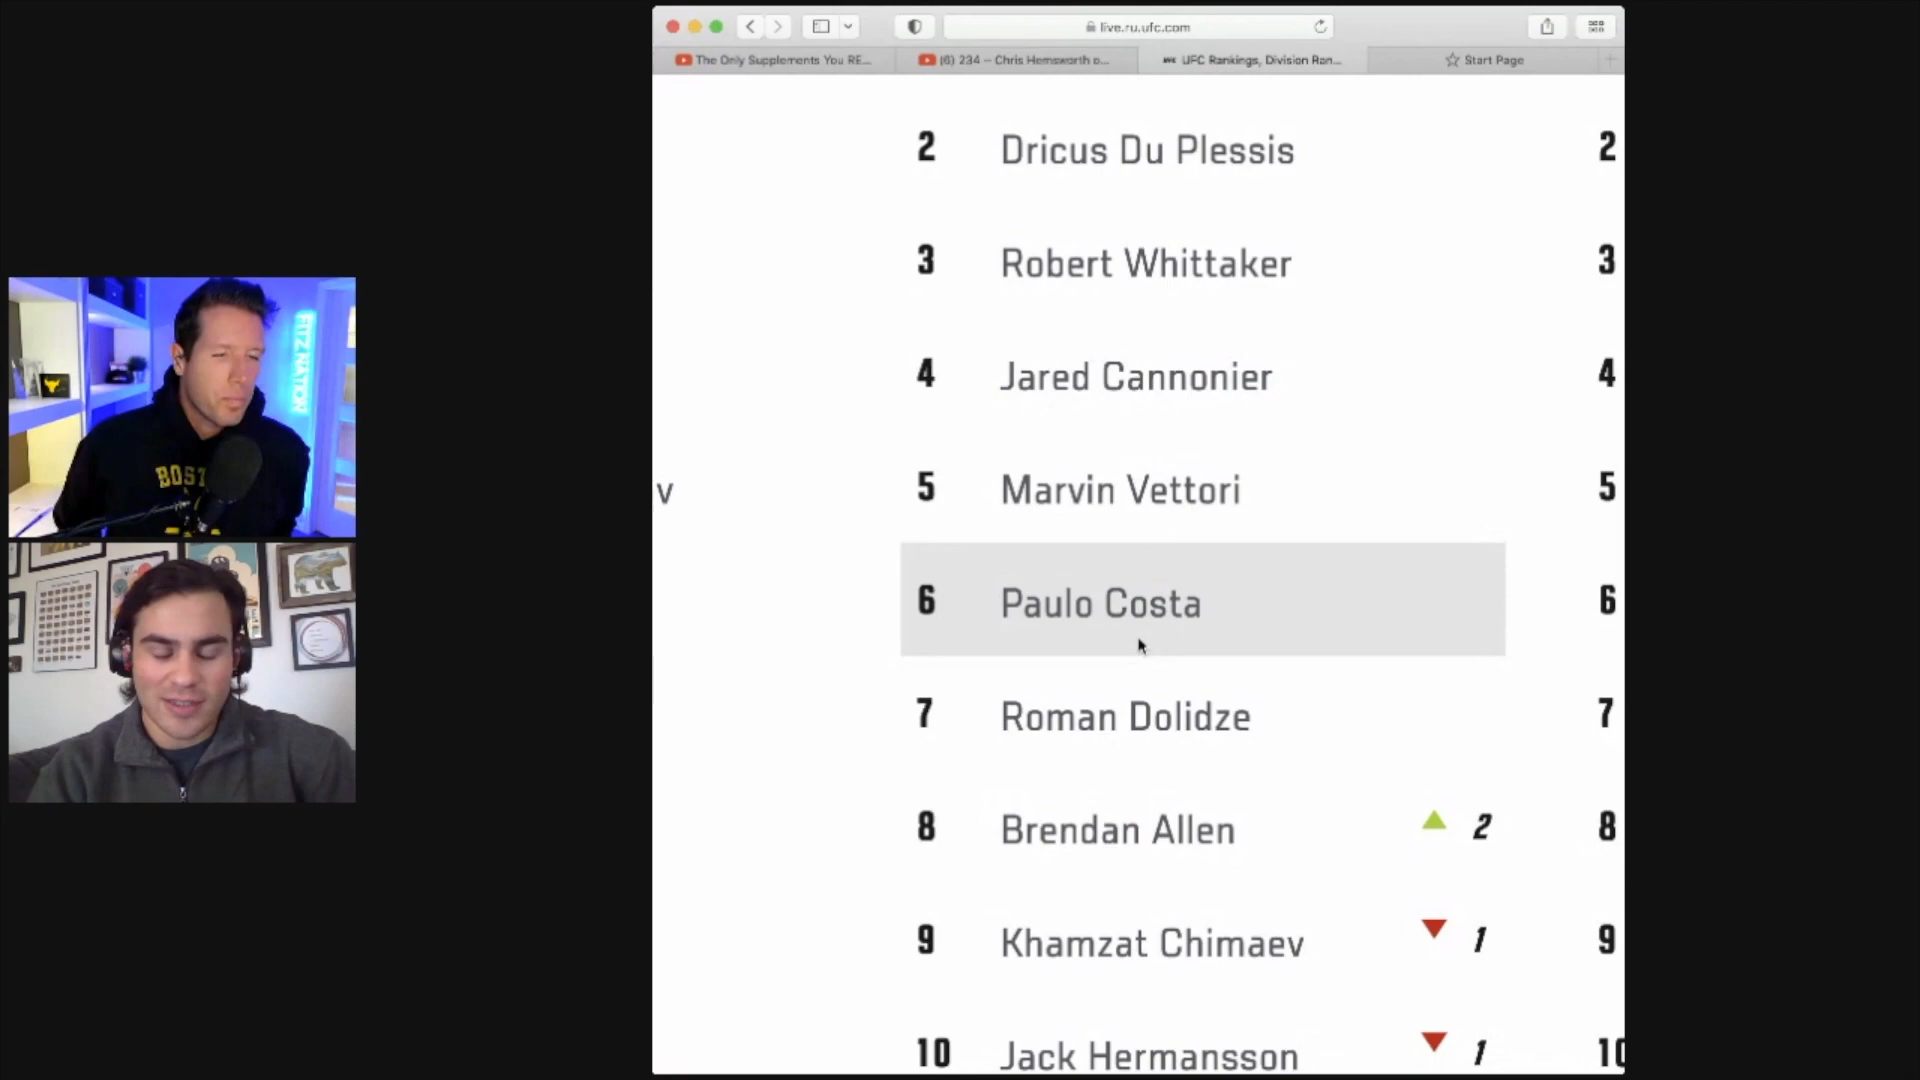 live.ru.ufc.com
The Only Supplements You RE...
(6) 234 – Chris Hemsworth o...
UFC Rankings, Division Ran...
Start Page
2 Dricus Du Plessis 2
3 Robert Whittaker 3
4 Jared Cannonier 4
v 5 Marvin Vettori 5
6 Paulo Costa 6
7 Roman Dolidze 7
8 Brendan Allen 2 8
9 Khamzat Chimaev 1 9
10 Jack Hermansson 1 10
FITZ NATION
BOST